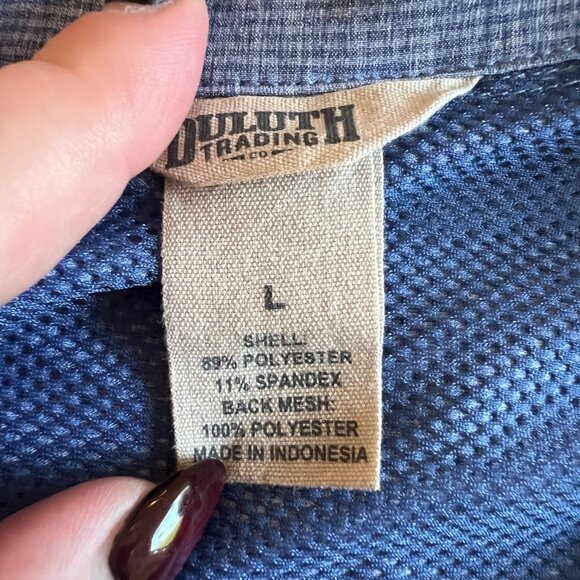 DULUTH
TRADING
CO
L
SHELL:
89% POLYESTER
11% SPANDEX
BACK MESH:
100% POLYESTER
MADE IN INDONESIA